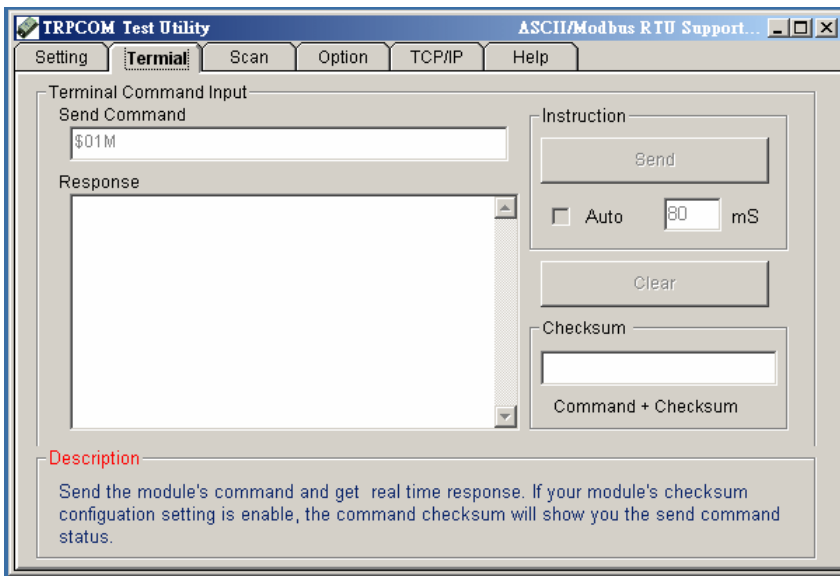 TRPCOM Test Utility ASCII/Modbus RTU Support...
Setting Termial Scan Option TCP/IP Help
Terminal Command Input
Send Command
$01M
Response
Instruction
Send
Auto 80 mS
Clear
Checksum
Command + Checksum
Description
Send the module's command and get real time response. If your module's checksum
configuation setting is enable, the command checksum will show you the send command
status.